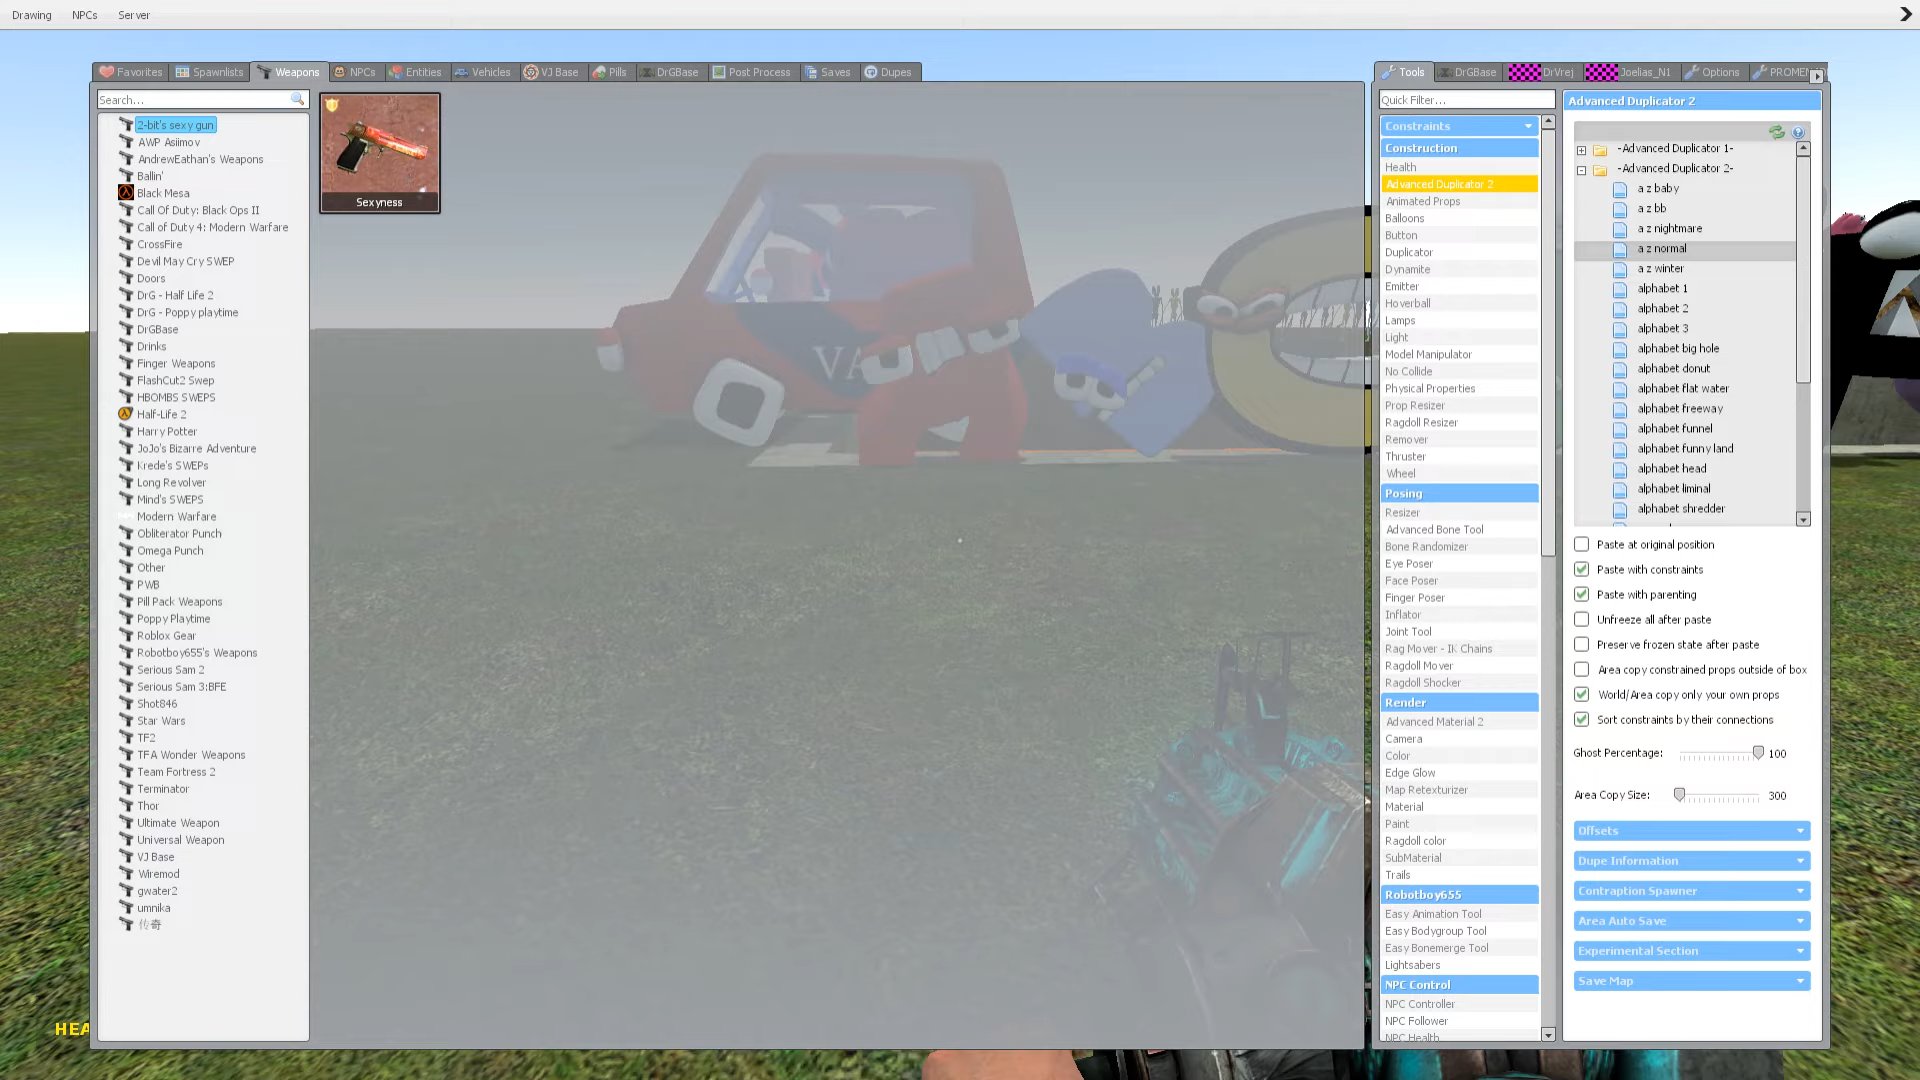 Drawing NPCs Server
Favorites Spawnlists Weapons NPCs Entities Vehicles VJ Base Pills DrGBase Post Process Saves Dupes
Search...
2-bit's sexy gun
AWP Asiimov
AndrewEathan's Weapons
Ballin'
Black Mesa
Call Of Duty: Black Ops II
Call of Duty 4: Modern Warfare
CrossFire
Devil May Cry SWEP
Doors
DrG - Half Life 2
DrG - Poppy playtime
DrGBase
Drinks
Finger Weapons
FlashCut2 Swep
HBOMBS SWEPS
Half-Life 2
Harry Potter
JoJo's Bizarre Adventure
Krede's SWEPs
Long Revolver
Mind's SWEPS
Modern Warfare
Obliterator Punch
Omega Punch
Other
PWB
Pill Pack Weapons
Poppy Playtime
Roblox Gear
Robotboy655's Weapons
Serious Sam 2
Serious Sam 3:BFE
Shot846
Star Wars
TF2
TFA Wonder Weapons
Team Fortress 2
Terminator
Thor
Ultimate Weapon
Universal Weapon
VJ Base
Wiremod
gwater2
umnika
传奇
Sexyness
VA
HEA
Tools DrGBase DrVrej Joelias_N1 Options
Quick Filter...
Constraints
Construction
Health
Advanced Duplicator 2
Animated Props
Balloons
Button
Duplicator
Dynamite
Emitter
Hoverball
Lamps
Light
Model Manipulator
No Collide
Physical Properties
Prop Resizer
Ragdoll Resizer
Remover
Thruster
Wheel
Posing
Resizer
Advanced Bone Tool
Bone Randomizer
Eye Poser
Face Poser
Finger Poser
Inflator
Joint Tool
Rag Mover - IK Chains
Ragdoll Mover
Ragdoll Shocker
Render
Advanced Material 2
Camera
Color
Edge Glow
Map Retexturizer
Material
Paint
Ragdoll color
SubMaterial
Trails
Robotboy655
Easy Animation Tool
Easy Bodygroup Tool
Easy Bonemerge Tool
Lightsabers
NPC Control
NPC Controller
NPC Follower
NPC Health
Advanced Duplicator 2
-Advanced Duplicator 1-
-Advanced Duplicator 2-
a z baby
a z bb
a z nightmare
a z normal
a z winter
alphabet 1
alphabet 2
alphabet 3
alphabet big hole
alphabet donut
alphabet flat water
alphabet freeway
alphabet funnel
alphabet funny land
alphabet head
alphabet liminal
alphabet shredder
Paste at original position
Paste with constraints
Paste with parenting
Unfreeze all after paste
Preserve frozen state after paste
Area copy constrained props outside of box
World/Area copy only your own props
Sort constraints by their connections
Ghost Percentage: 100
Area Copy Size: 300
Offsets
Dupe Information
Contraption Spawner
Area Auto Save
Experimental Section
Save Map